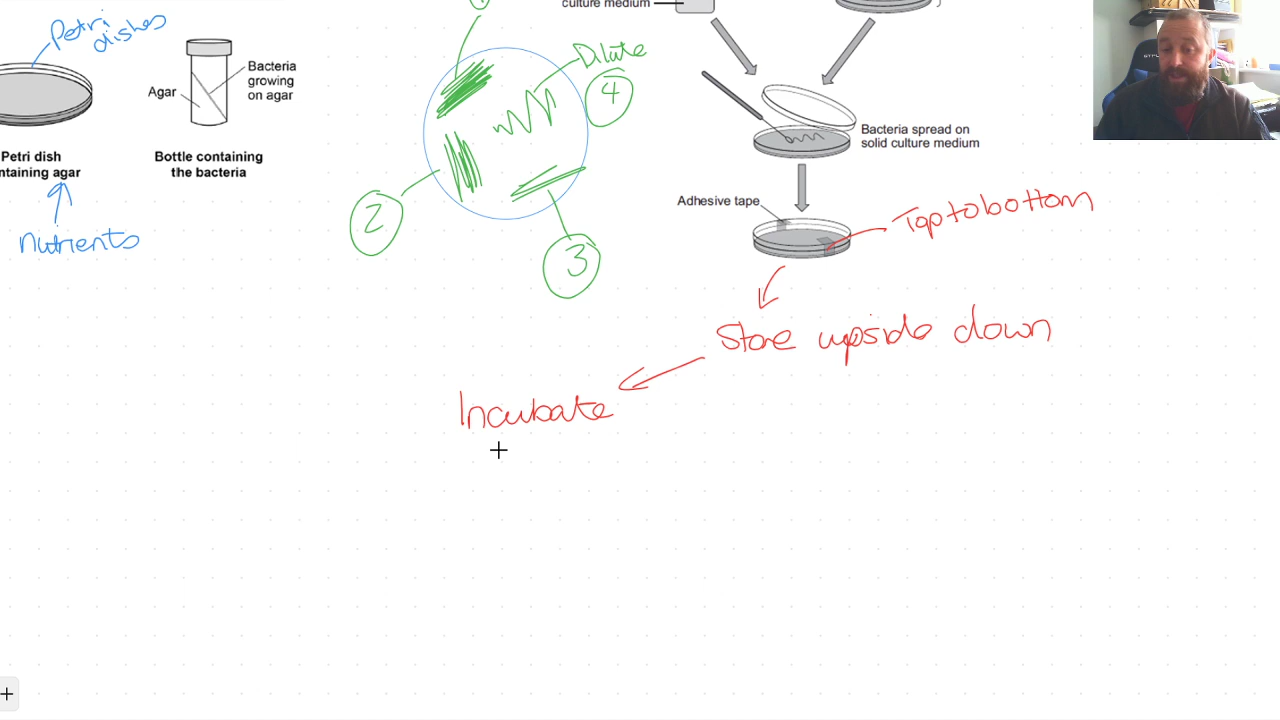 culture medium
Petri
dishes
Dilute
4
Bacteria
growing
on agar
Agar
Bacteria spread on
solid culture medium
Petri dish
ntaining agar
Bottle containing
the bacteria
2
3
nutrients
Adhesive tape
Top to bottom
Store upside down
Incubate